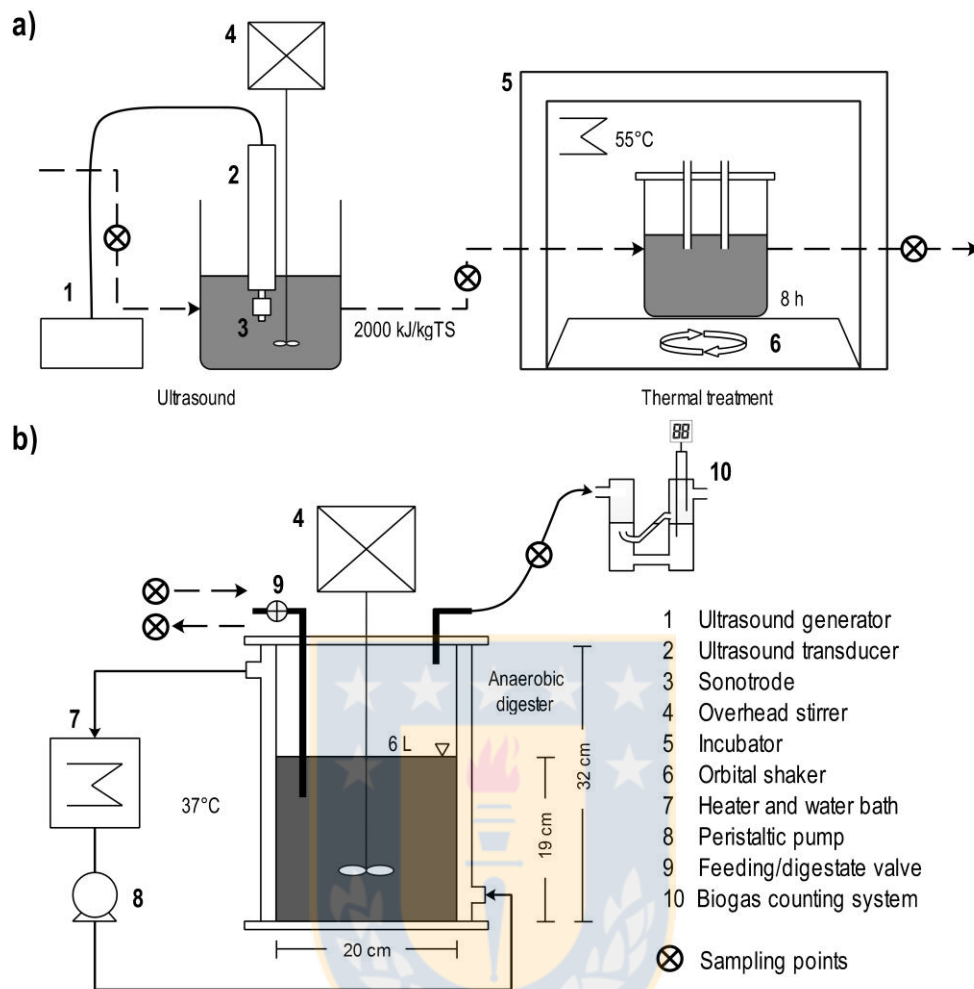 a)
4
5
55°C
2
1
3
2000 kJ/kgTS
8 h
6
Ultrasound
Thermal treatment
b)
88
10
4
9
Anaerobic
digester
7
6 L
32 cm
37°C
19 cm
8
20 cm
1 Ultrasound generator
2 Ultrasound transducer
3 Sonotrode
4 Overhead stirrer
5 Incubator
6 Orbital shaker
7 Heater and water bath
8 Peristaltic pump
9 Feeding/digestate valve
10 Biogas counting system
Sampling points